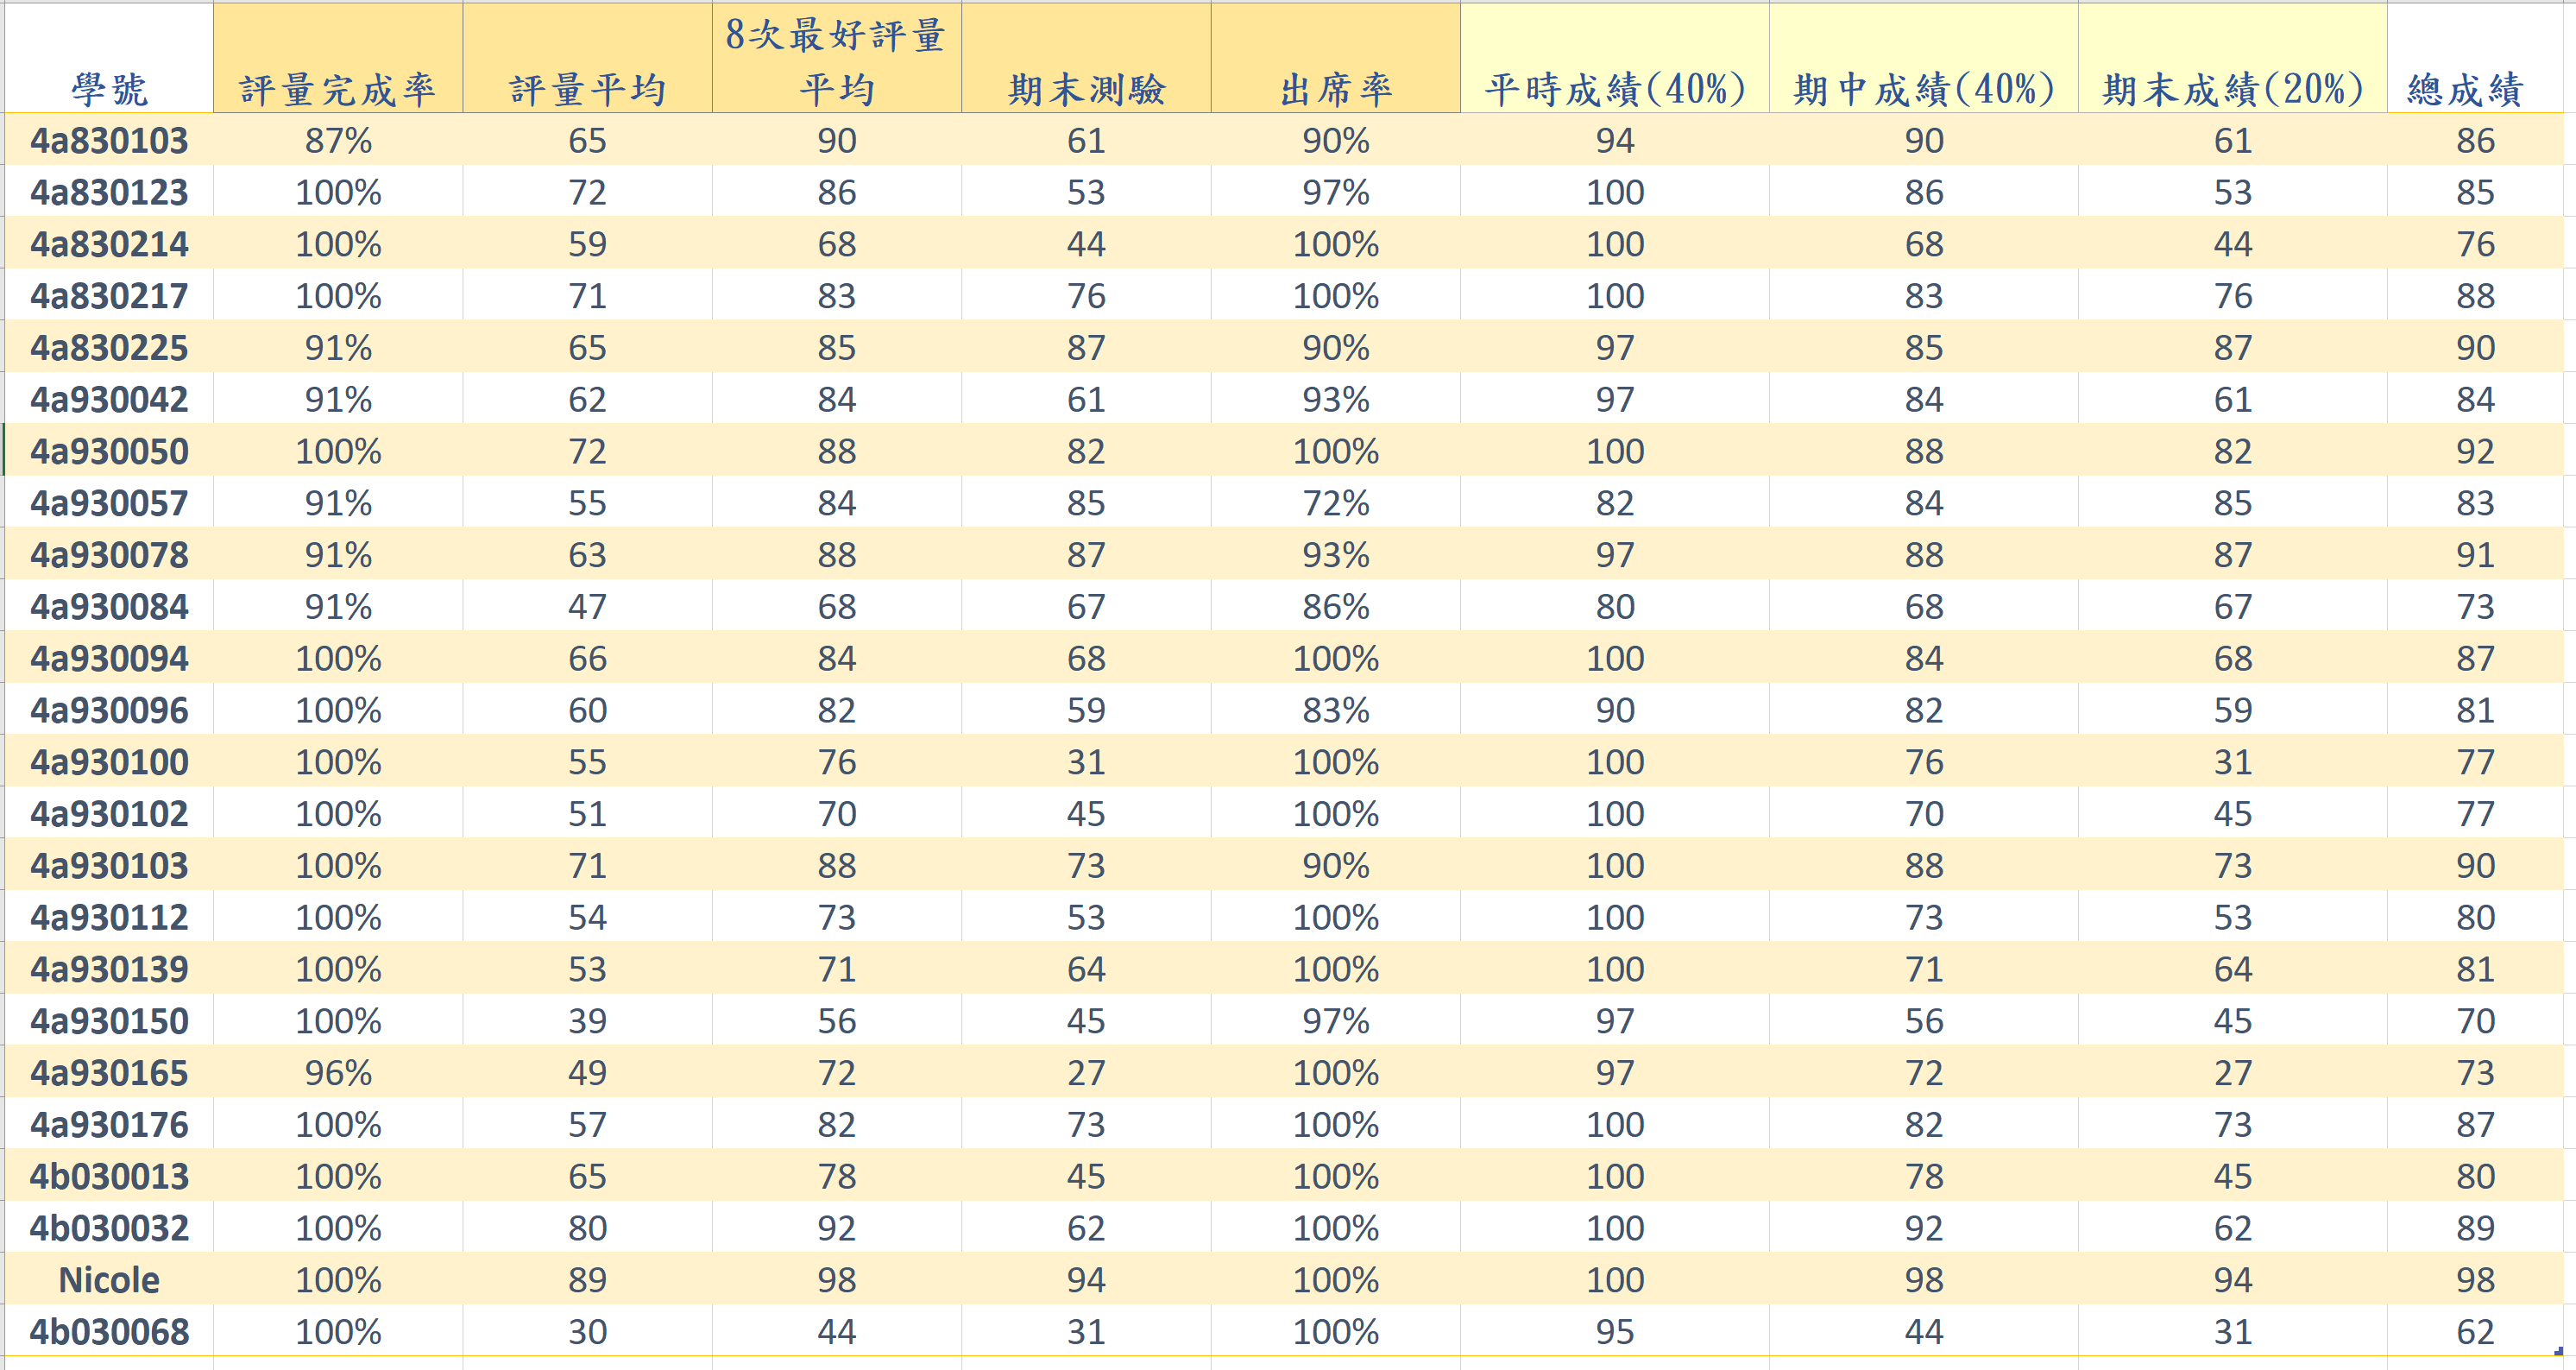 學號 評量完成率 評量平均 8次最好評量平均 期末測驗 出席率 平時成績(40%) 期中成績(40%) 期末成績(20%) 總成績
4a830103 87% 65 90 61 90% 94 90 61 86
4a830123 100% 72 86 53 97% 100 86 53 85
4a830214 100% 59 68 44 100% 100 68 44 76
4a830217 100% 71 83 76 100% 100 83 76 88
4a830225 91% 65 85 87 90% 97 85 87 90
4a930042 91% 62 84 61 93% 97 84 61 84
4a930050 100% 72 88 82 100% 100 88 82 92
4a930057 91% 55 84 85 72% 82 84 85 83
4a930078 91% 63 88 87 93% 97 88 87 91
4a930084 91% 47 68 67 86% 80 68 67 73
4a930094 100% 66 84 68 100% 100 84 68 87
4a930096 100% 60 82 59 83% 90 82 59 81
4a930100 100% 55 76 31 100% 100 76 31 77
4a930102 100% 51 70 45 100% 100 70 45 77
4a930103 100% 71 88 73 90% 100 88 73 90
4a930112 100% 54 73 53 100% 100 73 53 80
4a930139 100% 53 71 64 100% 100 71 64 81
4a930150 100% 39 56 45 97% 97 56 45 70
4a930165 96% 49 72 27 100% 97 72 27 73
4a930176 100% 57 82 73 100% 100 82 73 87
4b030013 100% 65 78 45 100% 100 78 45 80
4b030032 100% 80 92 62 100% 100 92 62 89
Nicole 100% 89 98 94 100% 100 98 94 98
4b030068 100% 30 44 31 100% 95 44 31 62